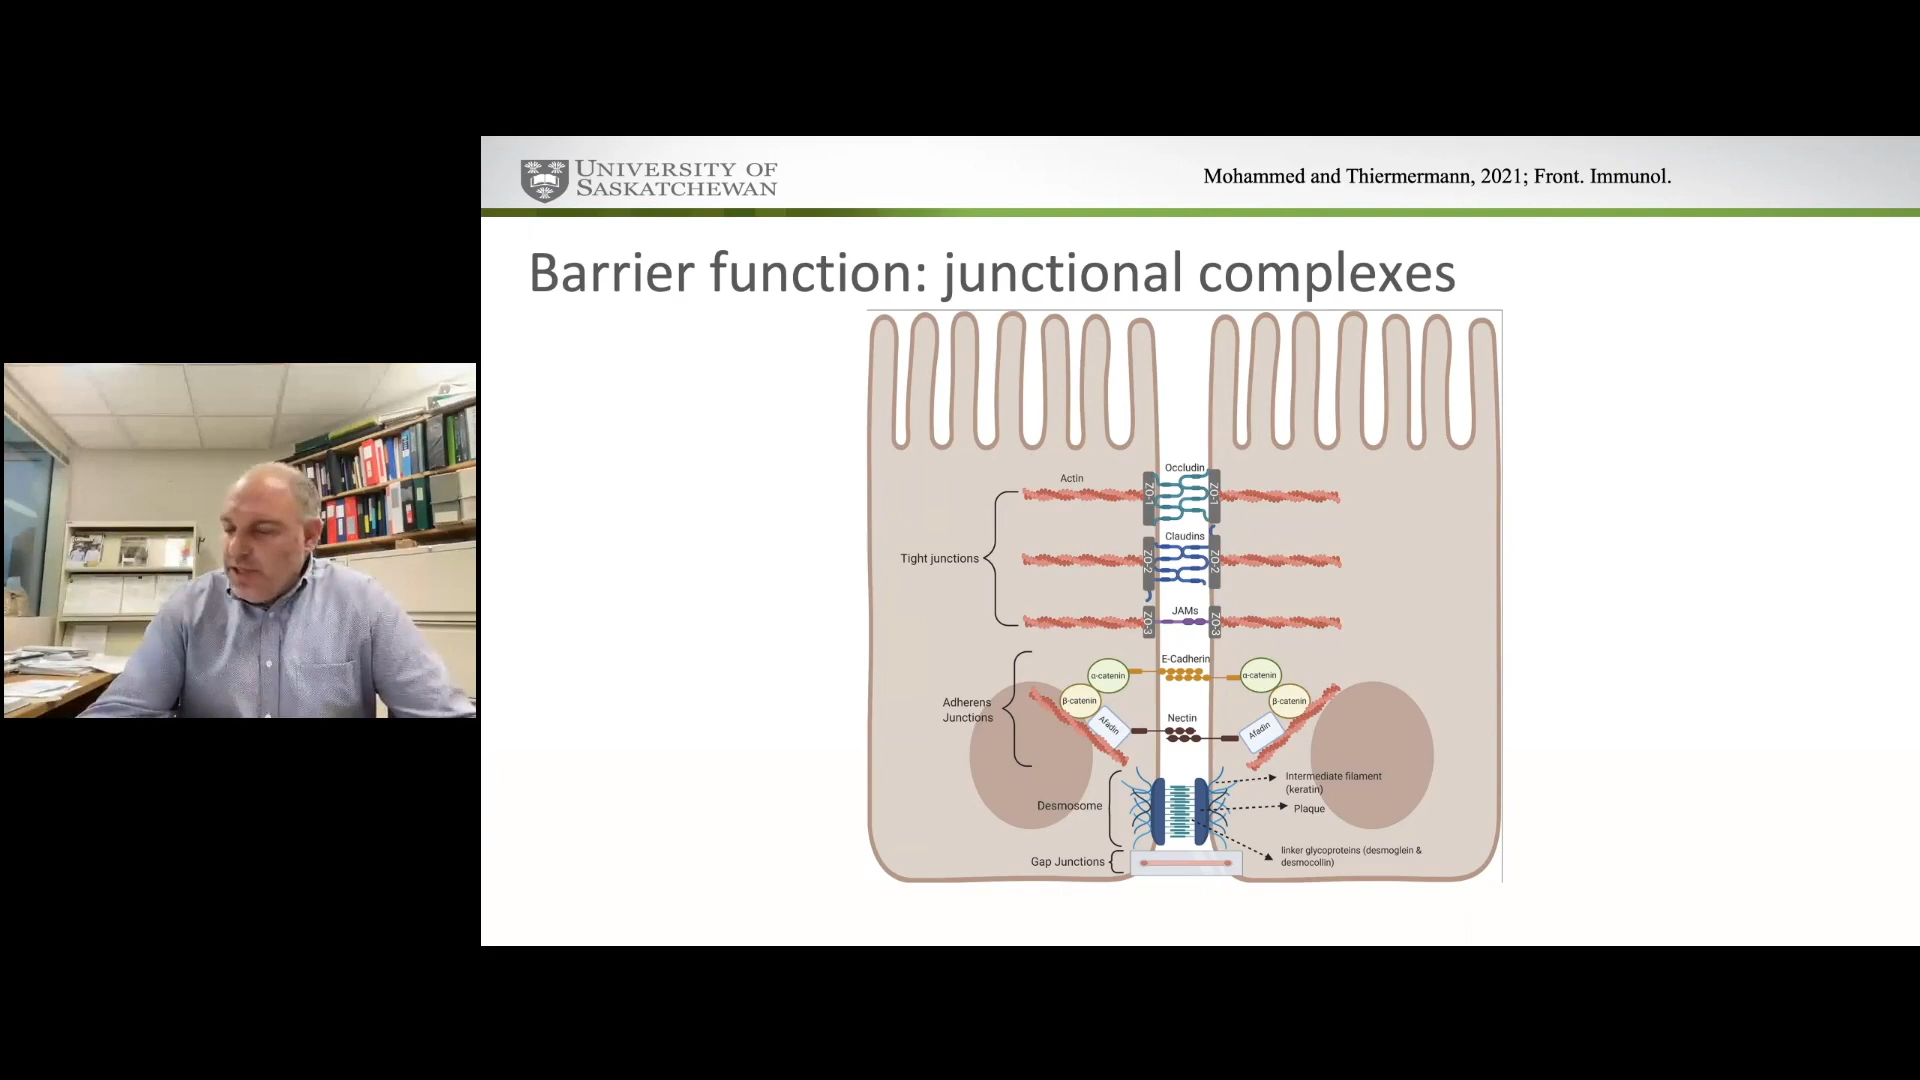 UNIVERSITY OF
SASKATCHEWAN
Mohammed and Thiermermann, 2021; Front. Immunol.
Barrier function: junctional complexes
Occludin
Actin
ZO-1
ZO-1
Claudins
Tight junctions
ZO-2
ZO-2
JAMs
ZO-3
ZO-3
E-Cadherin
α-catenin
α-catenin
β-catenin
β-catenin
Adherens
Junctions
Nectin
Afadin
Afadin
Intermediate filament
(keratin)
Desmosome
Plaque
linker glycoproteins (desmoglein &
desmocollin)
Gap Junctions